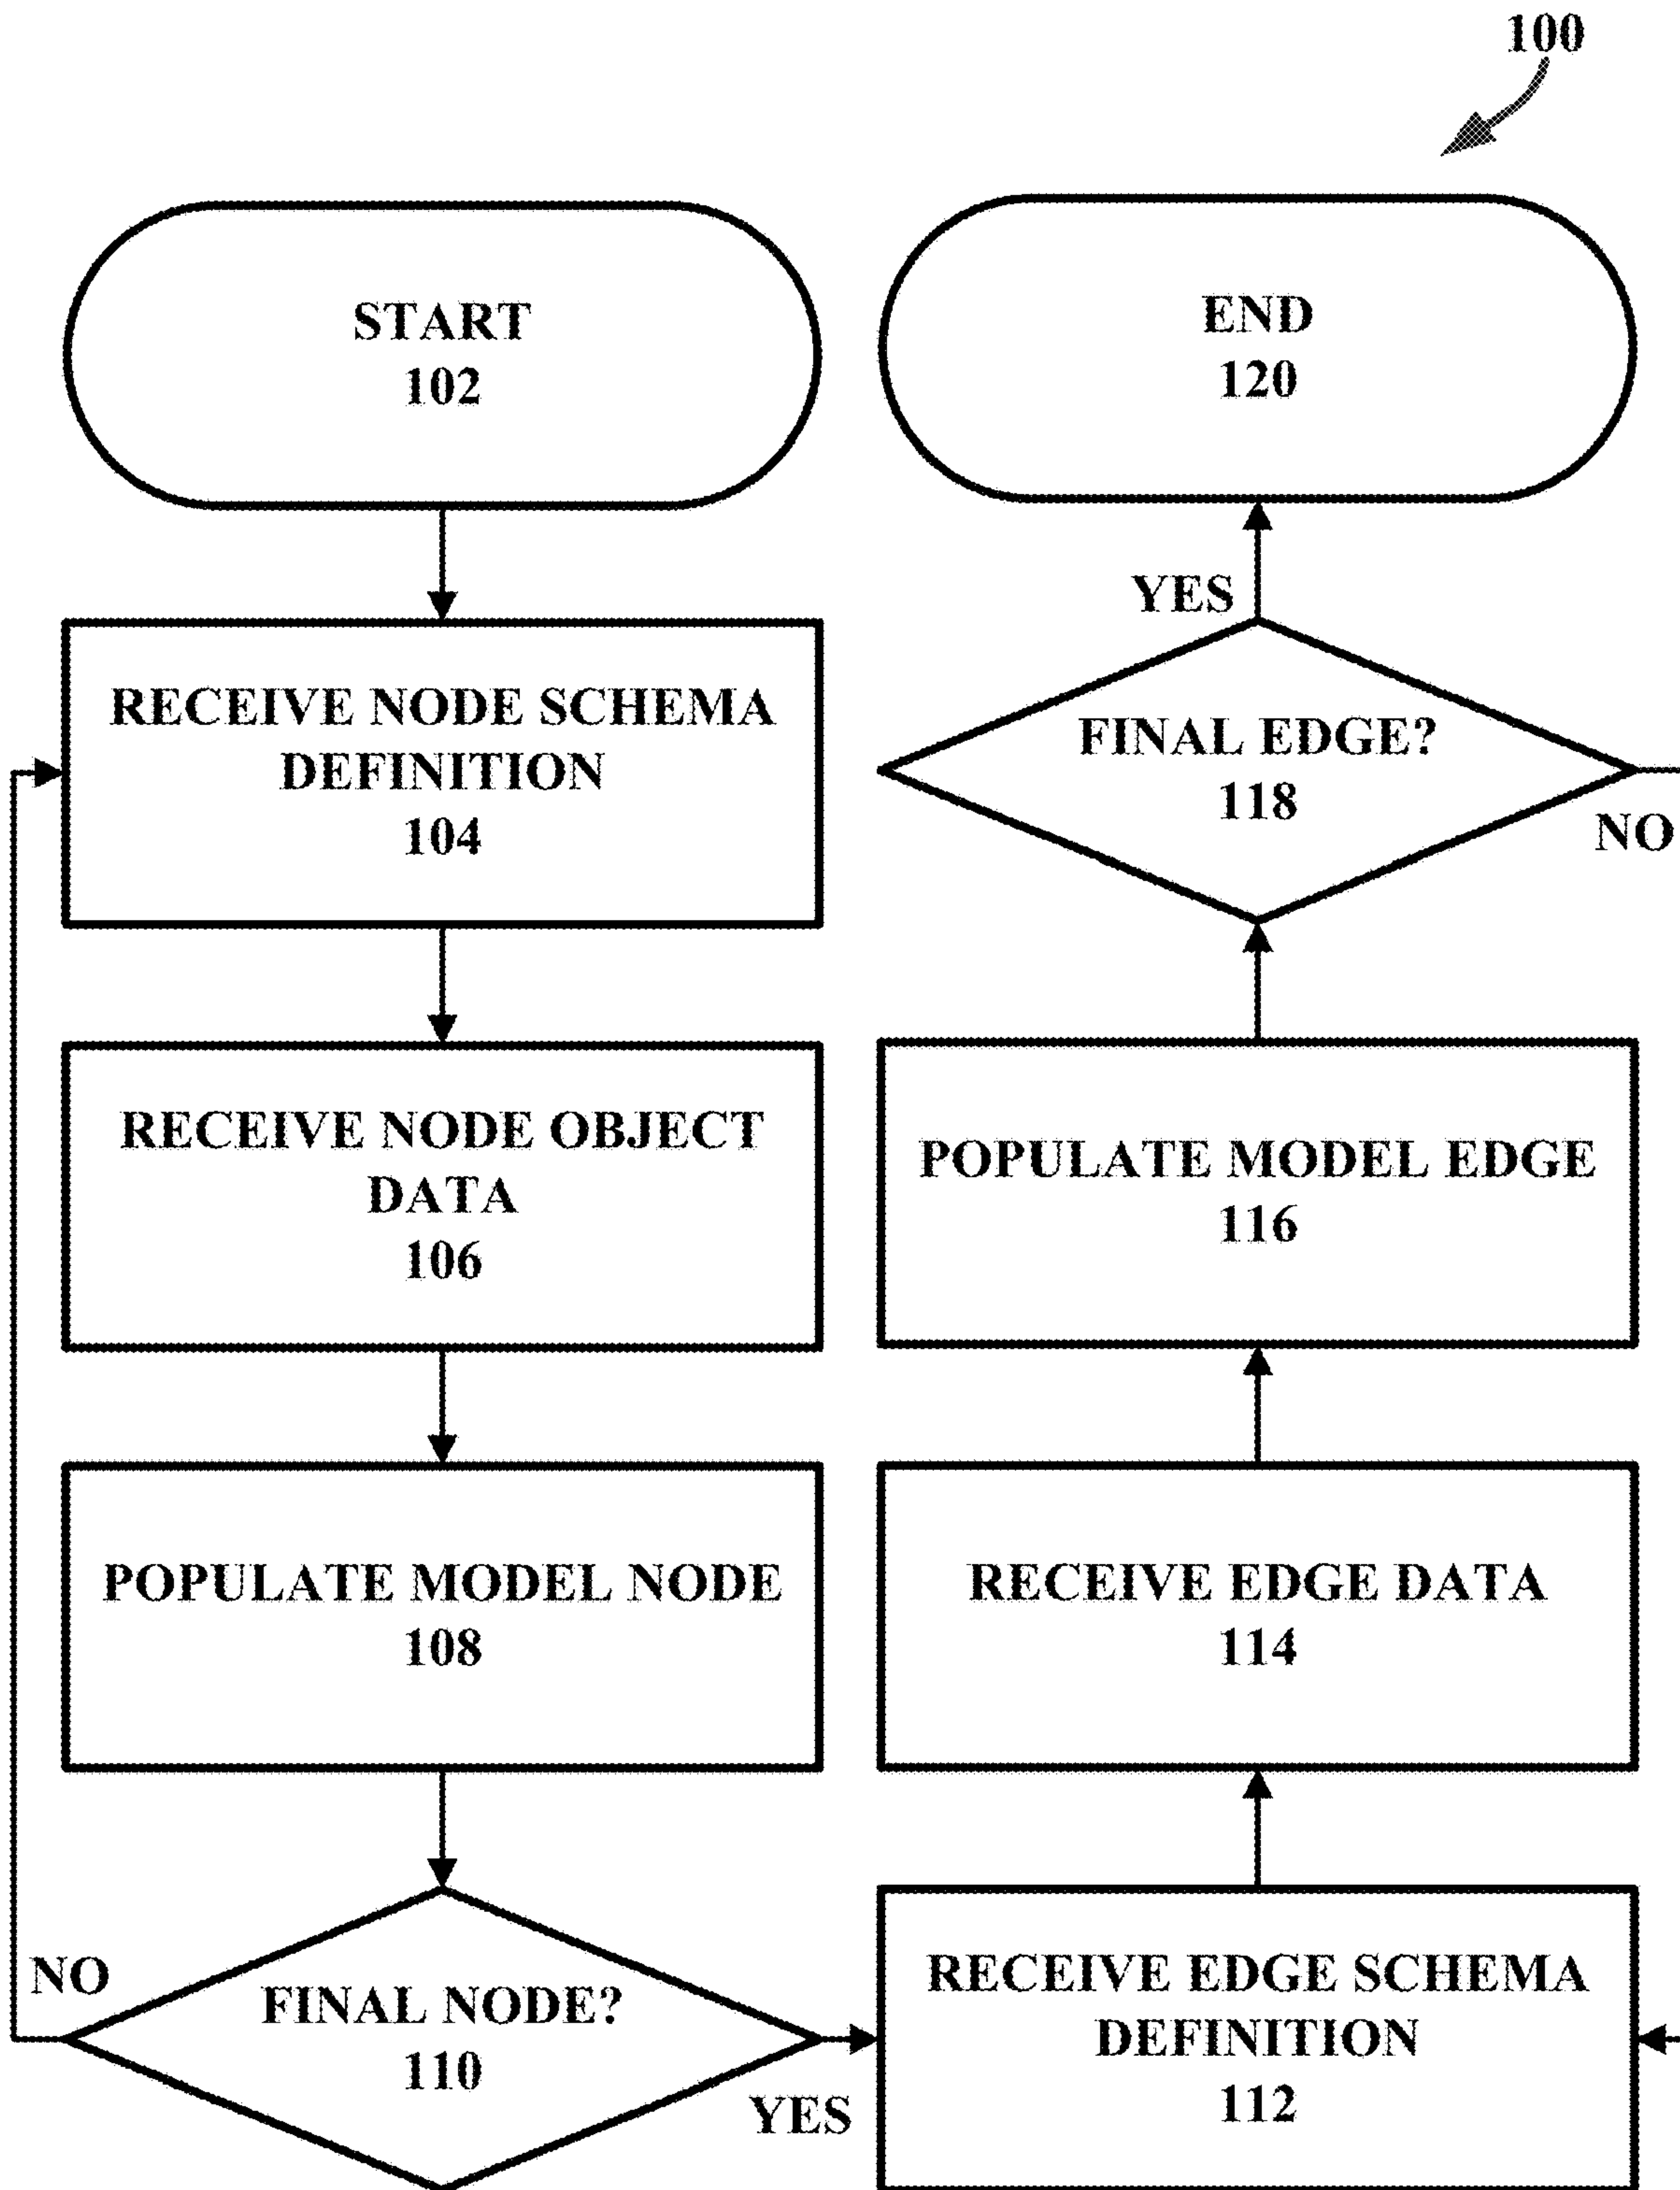 100
START
102
RECEIVE NODE SCHEMA
DEFINITION
104
RECEIVE NODE OBJECT
DATA
106
POPULATE MODEL NODE
108
NO
FINAL NODE?
110
YES
END
120
YES
FINAL EDGE?
118
NO
POPULATE MODEL EDGE
116
RECEIVE EDGE DATA
114
RECEIVE EDGE SCHEMA
DEFINITION
112